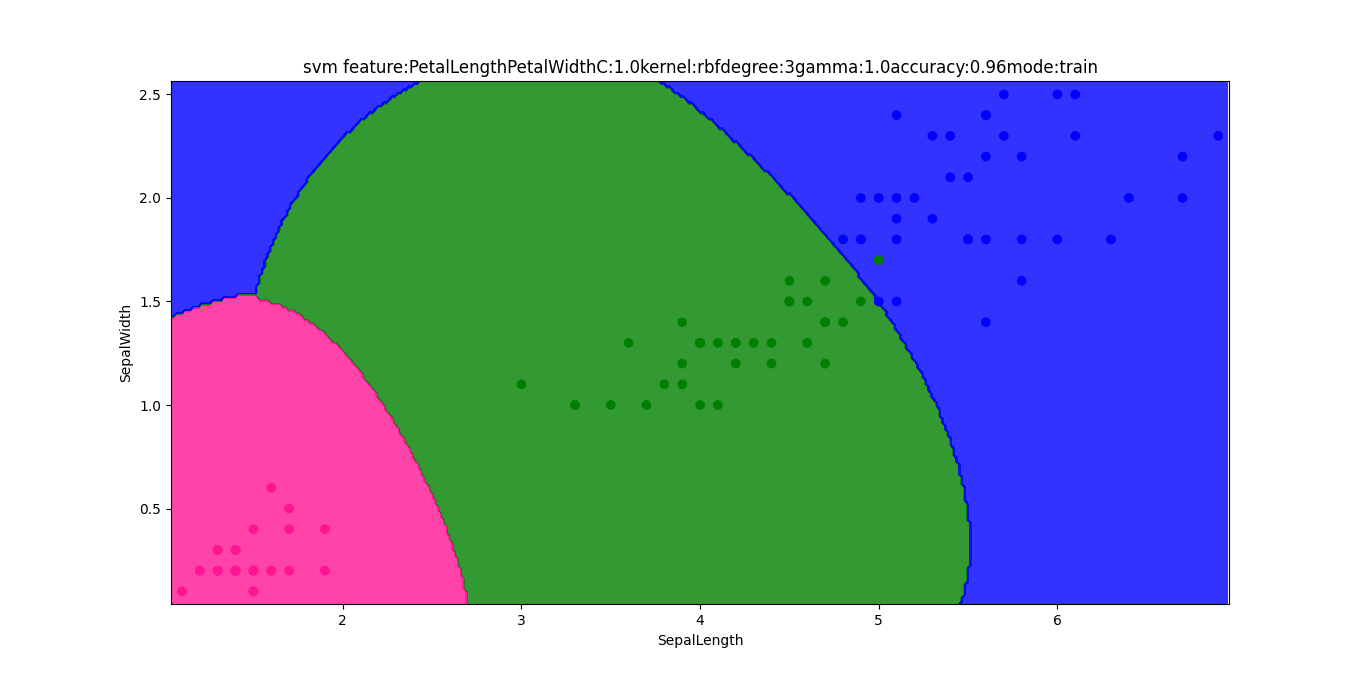 svm feature:PetalLengthPetalWidthC:1.0kernel:rbfdegree:3gamma:1.0accuracy:0.96mode:train
2.5
2.0
1.5
1.0
0.5
SepalWidth
2 3 4 5 6
SepalLength